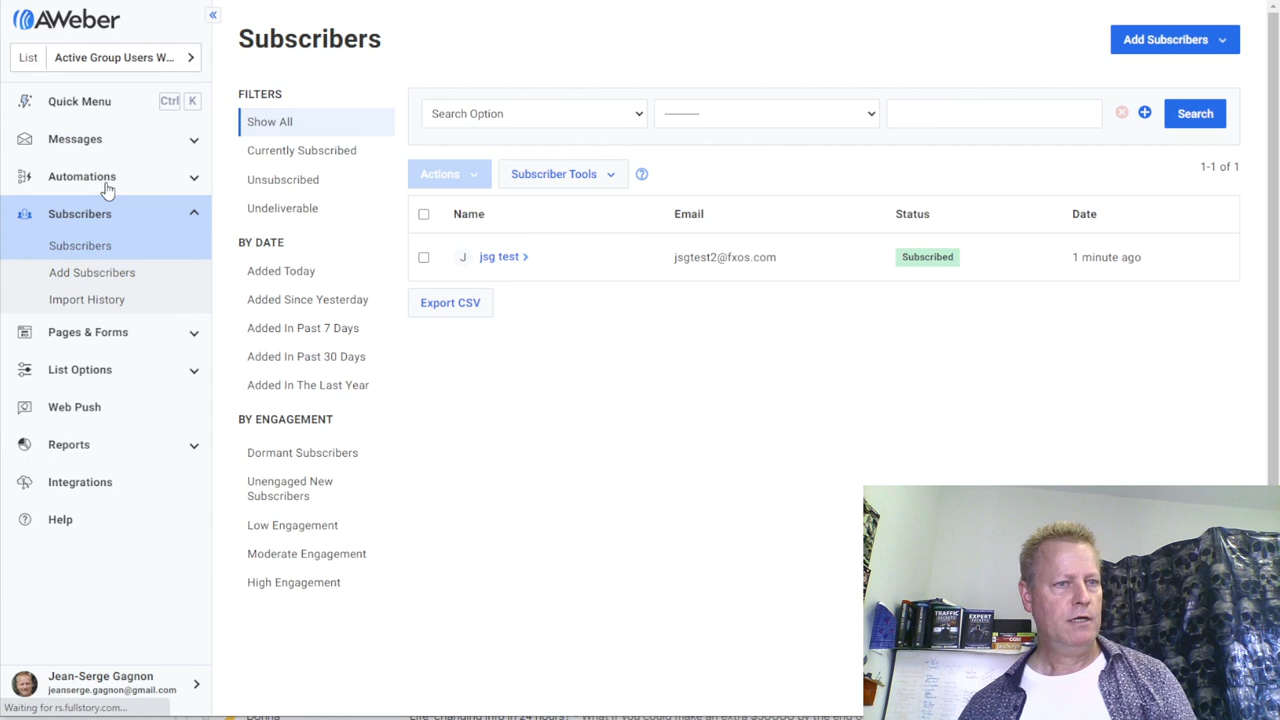 AWeber
List Active Group Users W...
Quick Menu Ctrl K
Messages
Automations
Subscribers
Subscribers
Add Subscribers
Import History
Pages & Forms
List Options
Web Push
Reports
Integrations
Help
Jean-Serge Gagnon
jeanserge.gagnon@gmail.com
Waiting for rs.fullstory.com...
Subscribers
Add Subscribers
FILTERS
Show All
Currently Subscribed
Unsubscribed
Undeliverable
BY DATE
Added Today
Added Since Yesterday
Added In Past 7 Days
Added In Past 30 Days
Added In The Last Year
BY ENGAGEMENT
Dormant Subscribers
Unengaged New
Subscribers
Low Engagement
Moderate Engagement
High Engagement
Search Option
Search
Actions Subscriber Tools 1-1 of 1
Name Email Status Date
J jsg test jsgtest2@fxos.com Subscribed 1 minute ago
Export CSV
TRAFFIC
SECRETS
EXPERT
SECRETS